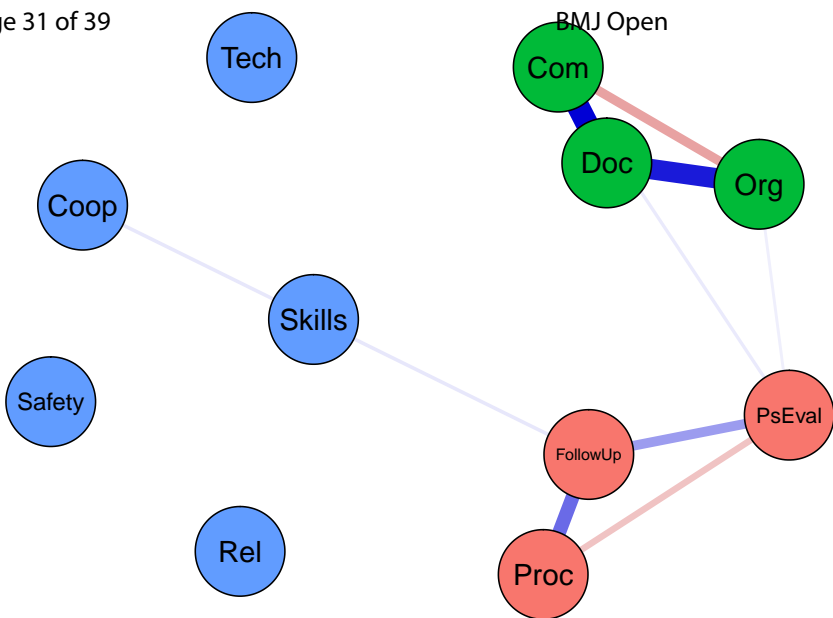 ge 31 of 39
BMJ Open
Tech
Com
Doc
Org
Coop
Skills
Safety
PsEval
FollowUp
Rel
Proc